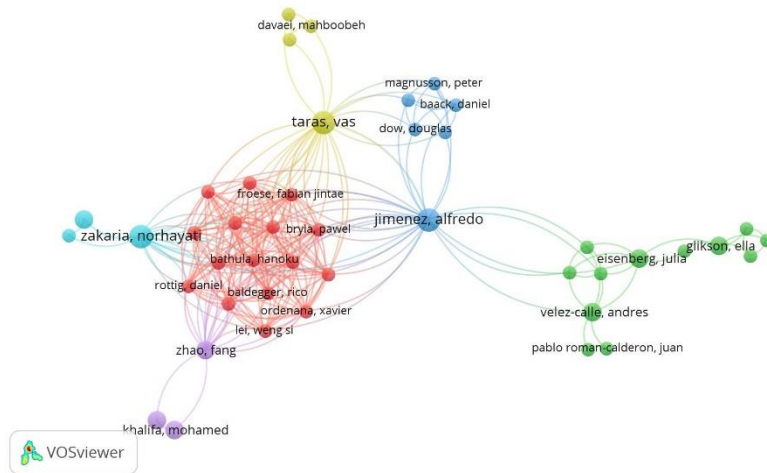 davaei, mahboobeh
magnusson, peter
baack, daniel
taras, vas
dow, douglas
froese, fabian jintae
jimenez, alfredo
zakaria, norhayati
bryla, pawel
glikson, ella
bathula, hanoku
eisenberg, julia
rottig, daniel
baldegger, rico
ordenana, xavier
velez-calle, andres
lei, weng si
zhao, fang
pablo roman-calderon, juan
khalifa, mohamed
VOSviewer